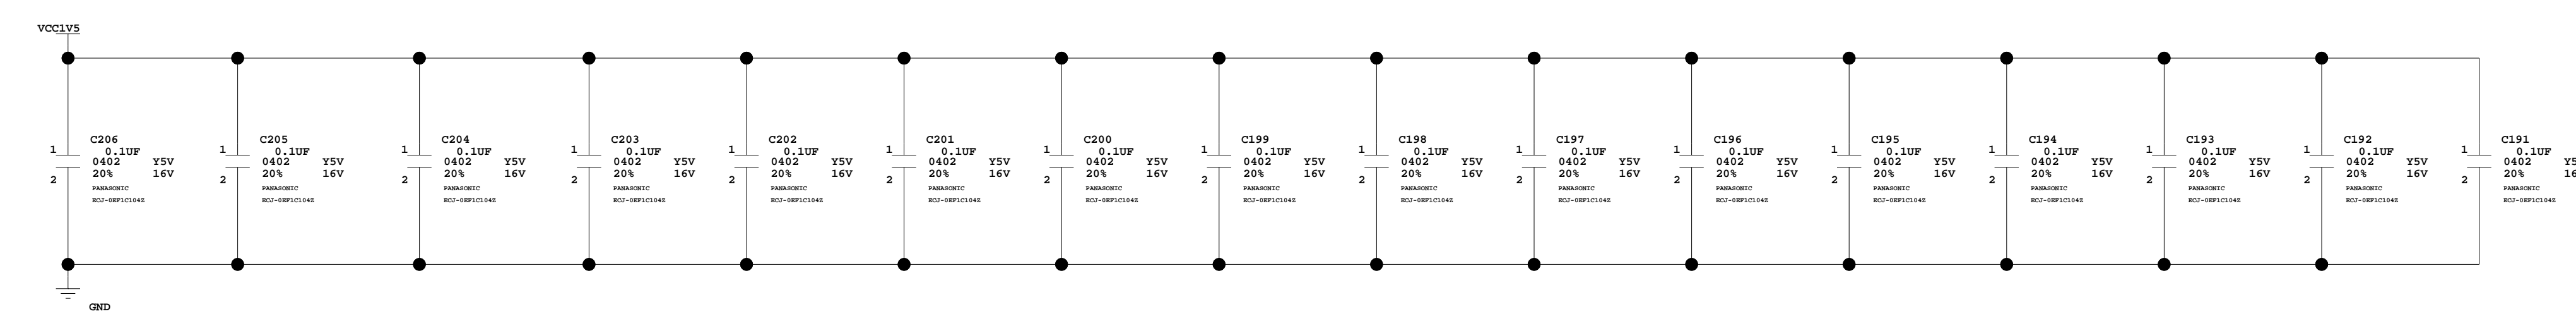 VCC1V5
C206 C205 C204 C203 C202 C201 C200 C199 C198 C197 C196 C195 C194 C193 C192 C191
1 0.1UF 1 0.1UF 1 0.1UF 1 0.1UF 1 0.1UF 1 0.1UF 1 0.1UF 1 0.1UF 1 0.1UF 1 0.1UF 1 0.1UF 1 0.1UF 1 0.1UF 1 0.1UF 1 0.1UF 1 0.1UF
0402 Y5V 0402 Y5V 0402 Y5V 0402 Y5V 0402 Y5V 0402 Y5V 0402 Y5V 0402 Y5V 0402 Y5V 0402 Y5V 0402 Y5V 0402 Y5V 0402 Y5V 0402 Y5V 0402 Y5V 0402
2 20% 16V 2 20% 16V 2 20% 16V 2 20% 16V 2 20% 16V 2 20% 16V 2 20% 16V 2 20% 16V 2 20% 16V 2 20% 16V 2 20% 16V 2 20% 16V 2 20% 16V 2 20% 16V 2 20% 16V 2 20%
PANASONIC PANASONIC PANASONIC PANASONIC PANASONIC PANASONIC PANASONIC PANASONIC PANASONIC PANASONIC PANASONIC PANASONIC PANASONIC PANASONIC PANASONIC PANASONIC
ECJ-0EF1C104Z ECJ-0EF1C104Z ECJ-0EF1C104Z ECJ-0EF1C104Z ECJ-0EF1C104Z ECJ-0EF1C104Z ECJ-0EF1C104Z ECJ-0EF1C104Z ECJ-0EF1C104Z ECJ-0EF1C104Z ECJ-0EF1C104Z ECJ-0EF1C104Z ECJ-0EF1C104Z ECJ-0EF1C104Z ECJ-0EF1C104Z ECJ-0EF1C104Z
GND